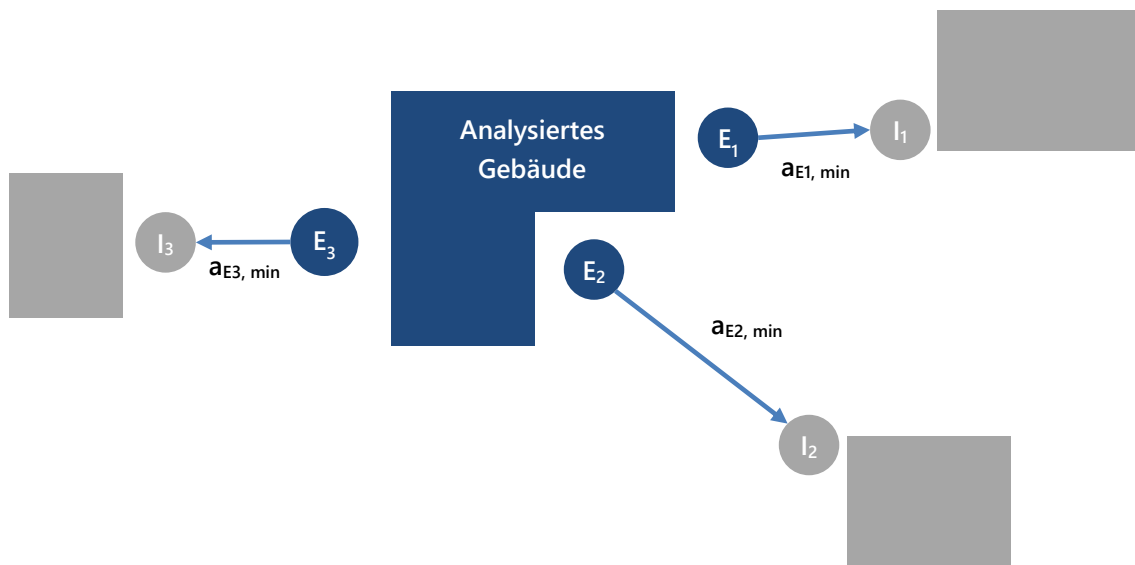 Analysiertes
Gebäude
E₁
I₁
aE1, min
I₃
E₃
aE3, min
E₂
aE2, min
I₂